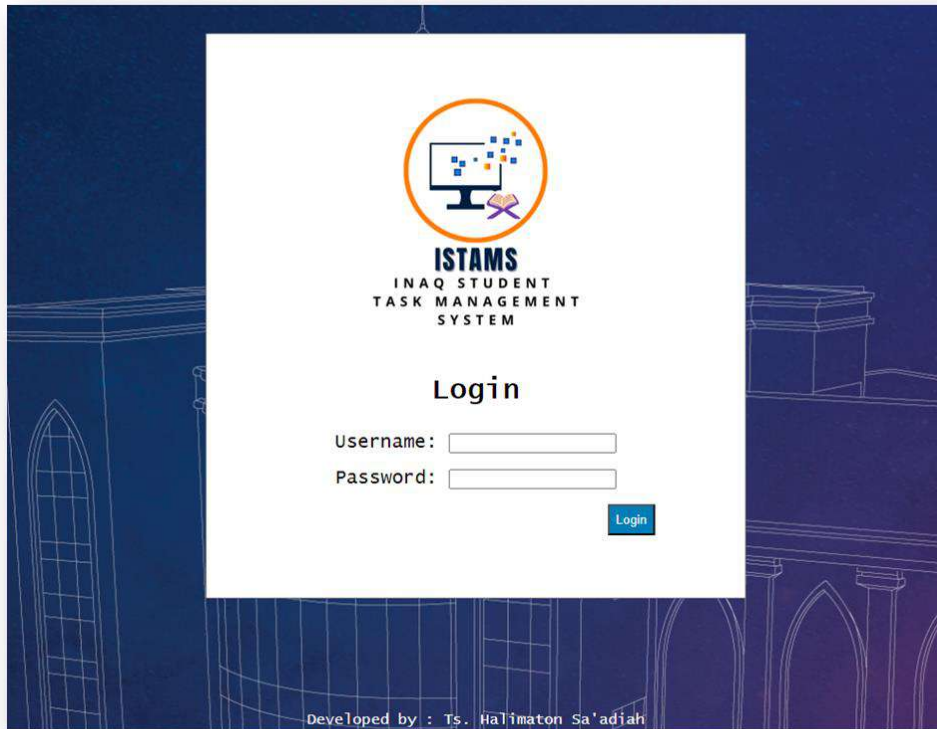 ISTAMS
INAQ STUDENT
TASK MANAGEMENT
SYSTEM
Login
Username:
Password:
Login
Developed by : Ts. Halimaton Sa'adiah